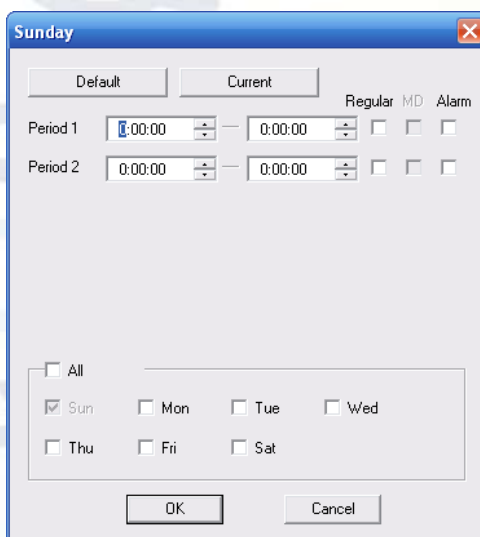 Sunday
Default Current
Regular MD Alarm
Period 1 0:00:00 — 0:00:00
Period 2 0:00:00 — 0:00:00
All
Sun Mon Tue Wed
Thu Fri Sat
OK Cancel